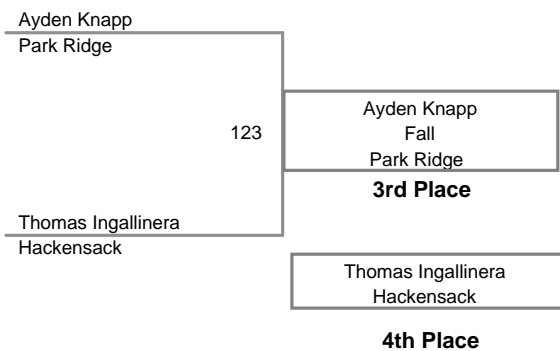 Ayden Knapp
Park Ridge
123
Ayden Knapp
Fall
Park Ridge
3rd Place
Thomas Ingallinera
Hackensack
Thomas Ingallinera
Hackensack
4th Place